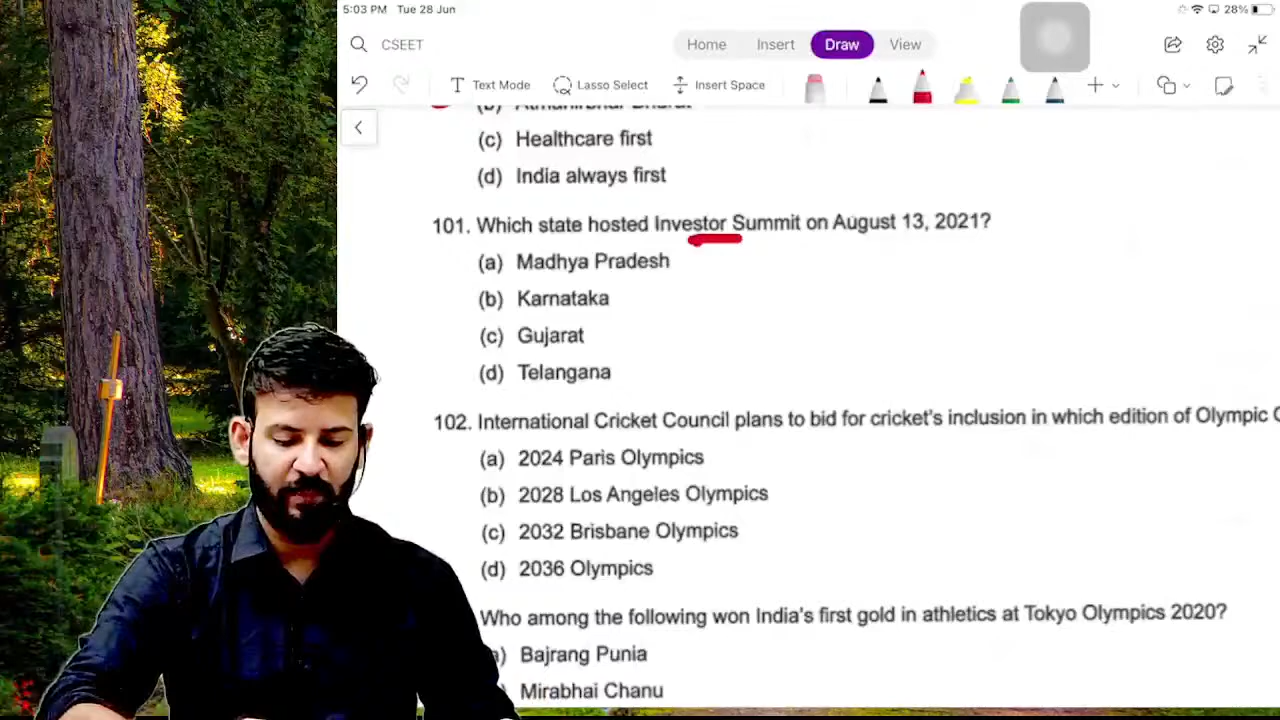 5:03 PM Tue 28 Jun
28%
CSEET
Home Insert Draw View
Text Mode Lasso Select Insert Space
(b) Atmanirbhar Bharat
(c) Healthcare first
(d) India always first
101. Which state hosted Investor Summit on August 13, 2021?
(a) Madhya Pradesh
(b) Karnataka
(c) Gujarat
(d) Telangana
102. International Cricket Council plans to bid for cricket's inclusion in which edition of Olympic
(a) 2024 Paris Olympics
(b) 2028 Los Angeles Olympics
(c) 2032 Brisbane Olympics
(d) 2036 Olympics
Who among the following won India's first gold in athletics at Tokyo Olympics 2020?
Bajrang Punia
Mirabhai Chanu